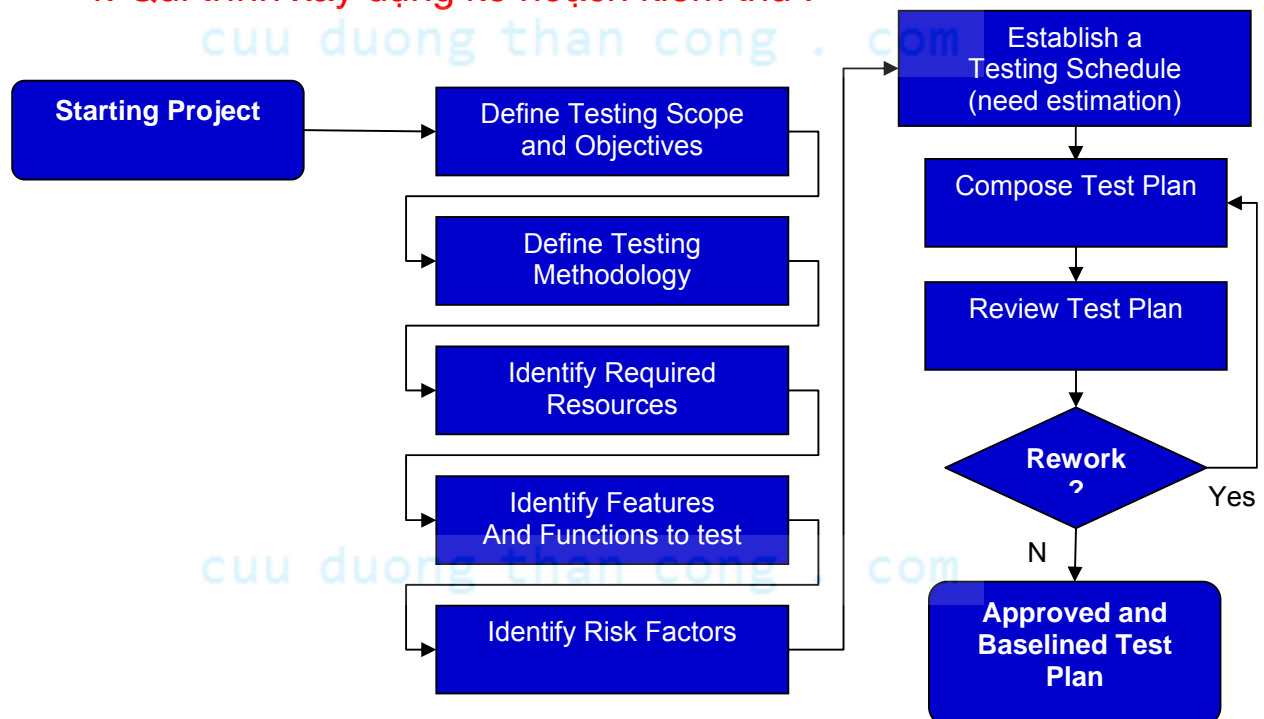 cuu duong than cong . com
Starting Project
Define Testing Scope
and Objectives
Define Testing
Methodology
Identify Required
Resources
Identify Features
And Functions to test
Identify Risk Factors
Establish a
Testing Schedule
(need estimation)
Compose Test Plan
Review Test Plan
Rework
?
Yes
N
cuu duong than cong . com
Approved and
Baselined Test
Plan